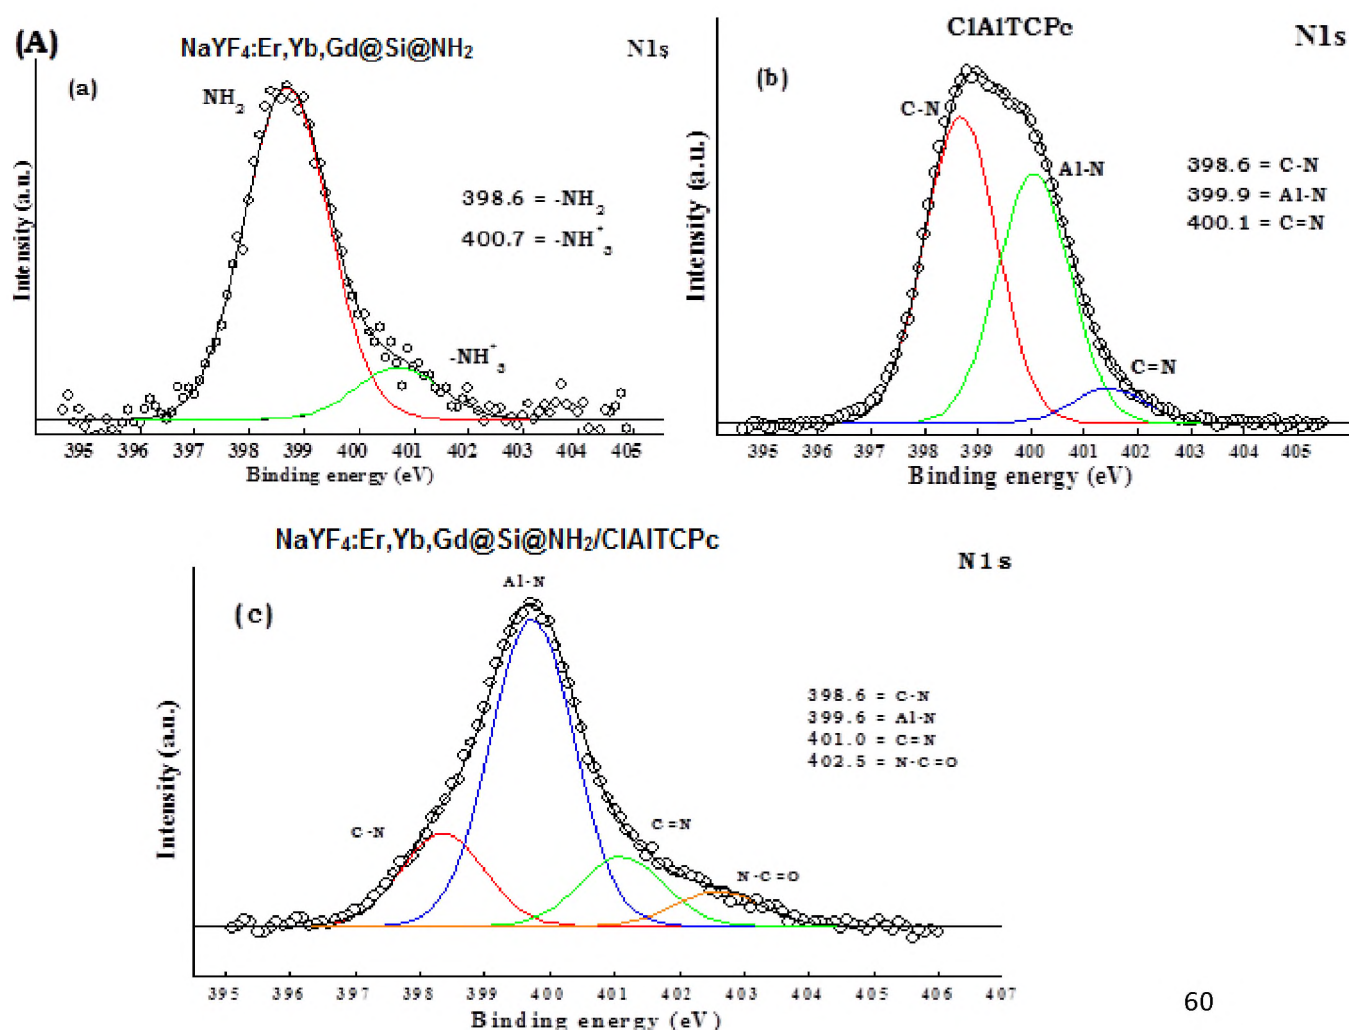 (A)
NaYF4:Er,Yb,Gd@Si@NH2
N1s
(a)
NH2
398.6 = -NH2
400.7 = -NH+3
-NH+3
Intensity (a.u.)
395 396 397 398 399 400 401 402 403 404 405
Binding energy (eV)
ClAlTCPc
N1s
(b)
C-N
Al-N
398.6 = C-N
399.9 = Al-N
400.1 = C=N
C=N
Intensity (a.u.)
395 396 397 398 399 400 401 402 403 404 405
Binding energy (eV)
NaYF4:Er,Yb,Gd@Si@NH2/ClAlTCPc
N1s
Al-N
(c)
398.6 = C-N
399.6 = Al-N
401.0 = C=N
402.5 = N-C=O
C-N
C=N
N-C=O
Intensity (a.u.)
395 396 397 398 399 400 401 402 403 404 405 406 407
Binding energy (eV)
60